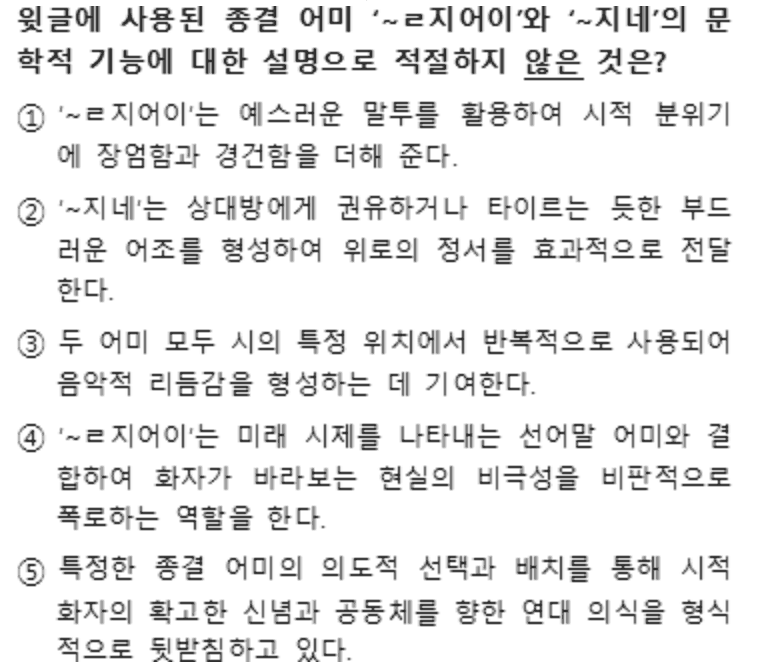 윗글에 사용된 종결 어미 '~ㄹ지어이'와 '~지네'의 문
학적 기능에 대한 설명으로 적절하지 않은 것은?
① '~ㄹ지어이'는 예스러운 말투를 활용하여 시적 분위기
에 장엄함과 경건함을 더해 준다.
② '~지네'는 상대방에게 권유하거나 타이르는 듯한 부드
러운 어조를 형성하여 위로의 정서를 효과적으로 전달
한다.
③ 두 어미 모두 시의 특정 위치에서 반복적으로 사용되어
음악적 리듬감을 형성하는 데 기여한다.
④ '~ㄹ지어이'는 미래 시제를 나타내는 선어말 어미와 결
합하여 화자가 바라보는 현실의 비극성을 비판적으로
폭로하는 역할을 한다.
⑤ 특정한 종결 어미의 의도적 선택과 배치를 통해 시적
화자의 확고한 신념과 공동체를 향한 연대 의식을 형식
적으로 뒷받침하고 있다.